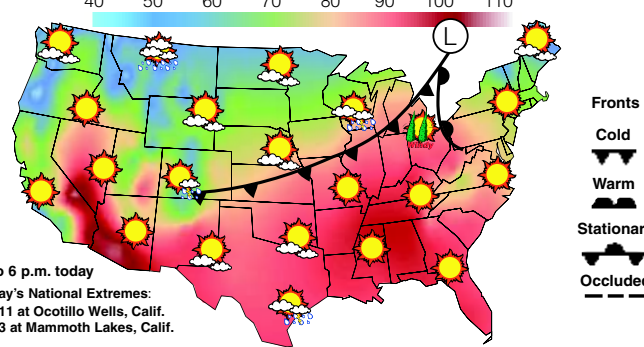 40 50 60 70 80 90 100 110
L
Windy
Fronts
Cold
Warm
Stationar
Occluded
o 6 p.m. today
ay's National Extremes:
11 at Ocotillo Wells, Calif.
3 at Mammoth Lakes, Calif.